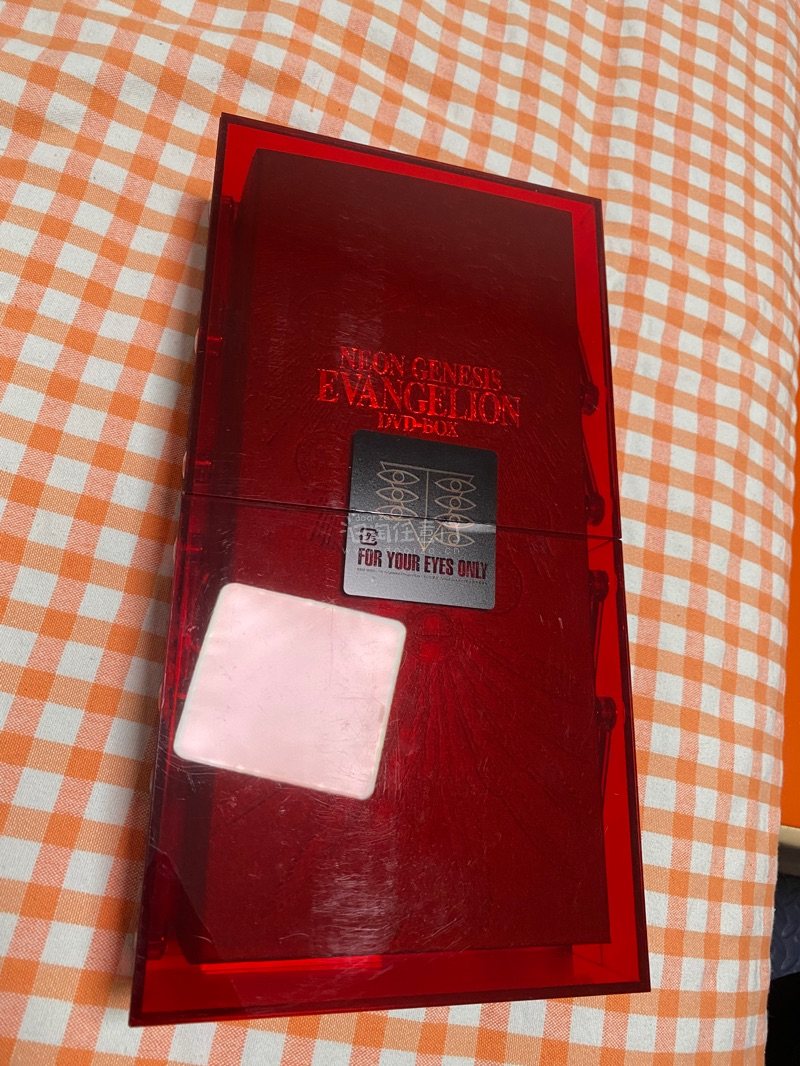 NEON GENESIS
EVANGELION
DVD-BOX
FOR YOUR EYES ONLY